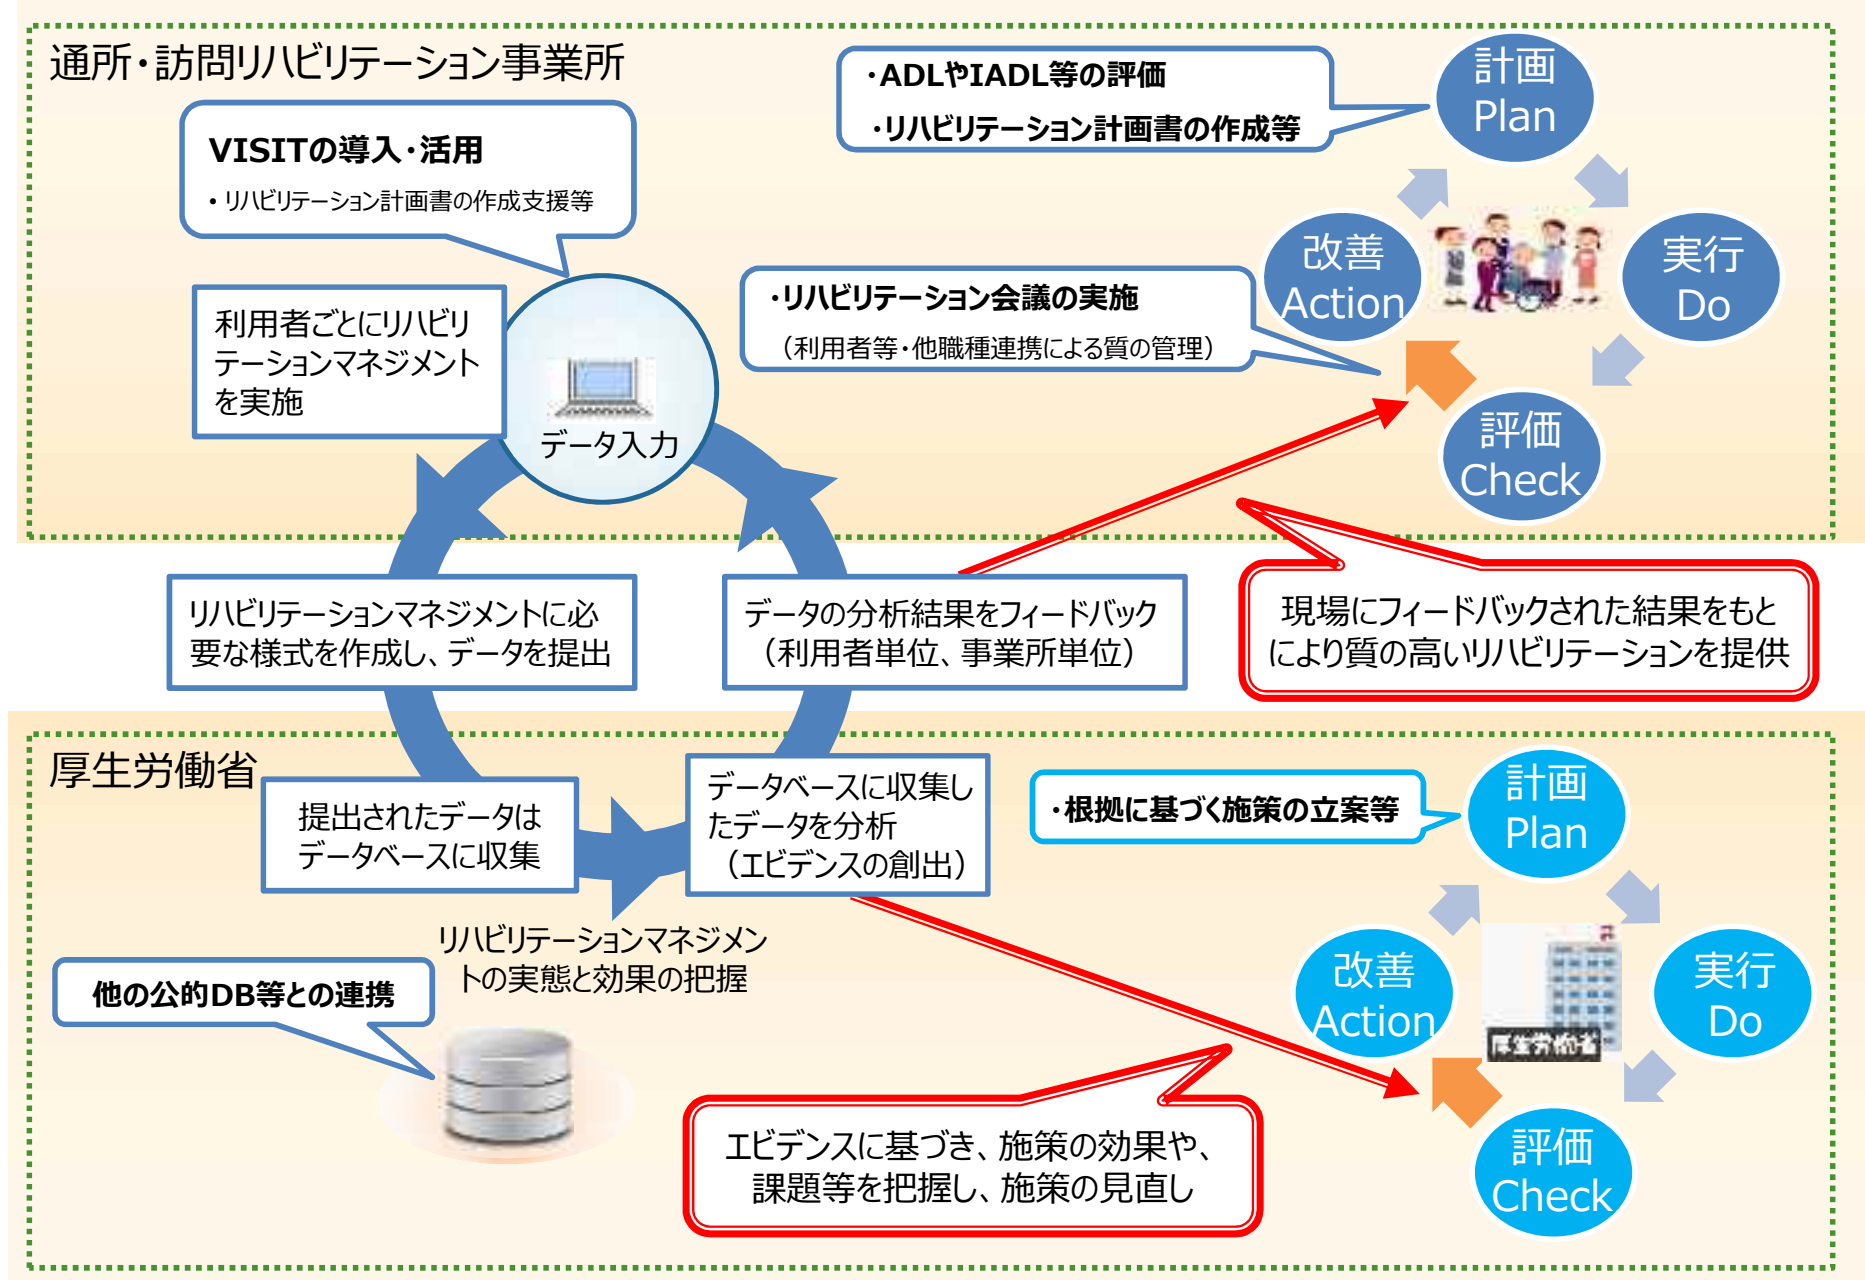 通所・訪問リハビリテーション事業所
VISITの導入・活用
・リハビリテーション計画書の作成支援等
・ADLやIADL等の評価
・リハビリテーション計画書の作成等
計画
Plan
実行
Do
改善
Action
評価
Check
・リハビリテーション会議の実施
（利用者等・他職種連携による質の管理）
利用者ごとにリハビリ
テーションマネジメント
を実施
データ入力
リハビリテーションマネジメントに必
要な様式を作成し、データを提出
データの分析結果をフィードバック
（利用者単位、事業所単位）
現場にフィードバックされた結果をもと
により質の高いリハビリテーションを提供
厚生労働省
提出されたデータは
データベースに収集
データベースに収集し
たデータを分析
（エビデンスの創出）
リハビリテーションマネジメン
トの実態と効果の把握
他の公的DB等との連携
・根拠に基づく施策の立案等
計画
Plan
実行
Do
改善
Action
厚生労働省
評価
Check
エビデンスに基づき、施策の効果や、
課題等を把握し、施策の見直し